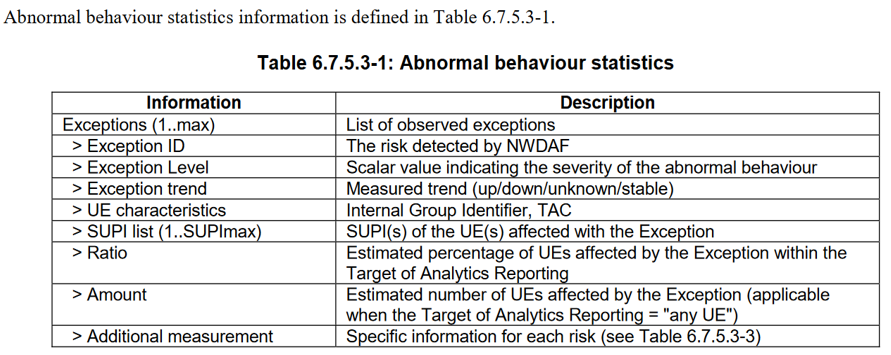 Abnormal behaviour statistics information is defined in Table 6.7.5.3-1.
Table 6.7.5.3-1: Abnormal behaviour statistics
Information Description
Exceptions (1..max) List of observed exceptions
> Exception ID The risk detected by NWDAF
> Exception Level Scalar value indicating the severity of the abnormal behaviour
> Exception trend Measured trend (up/down/unknown/stable)
> UE characteristics Internal Group Identifier, TAC
> SUPI list (1..SUPImax) SUPI(s) of the UE(s) affected with the Exception
> Ratio Estimated percentage of UEs affected by the Exception within the
Target of Analytics Reporting
> Amount Estimated number of UEs affected by the Exception (applicable
when the Target of Analytics Reporting = "any UE")
> Additional measurement Specific information for each risk (see Table 6.7.5.3-3)